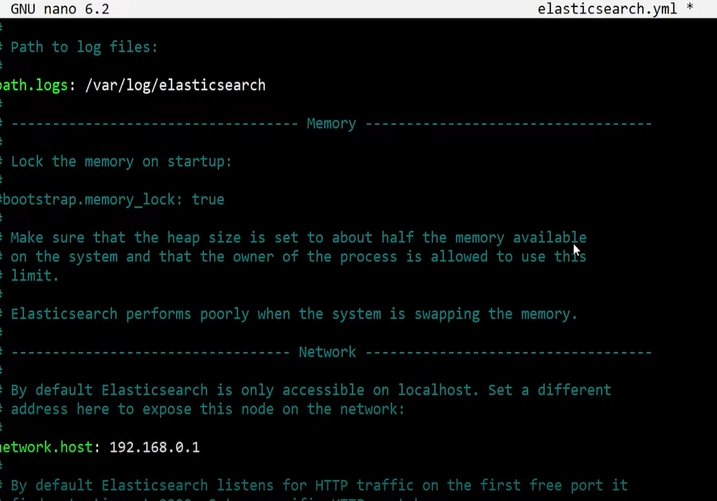 GNU nano 6.2 elasticsearch.yml *
#
# Path to log files:
#
path.logs: /var/log/elasticsearch
#
# ---------------------------------- Memory -----------------------------------
#
# Lock the memory on startup:
#
#bootstrap.memory_lock: true
#
# Make sure that the heap size is set to about half the memory available
# on the system and that the owner of the process is allowed to use this
# limit.
#
# Elasticsearch performs poorly when the system is swapping the memory.
#
# ---------------------------------- Network -----------------------------------
#
# By default Elasticsearch is only accessible on localhost. Set a different
# address here to expose this node on the network:
#
network.host: 192.168.0.1
#
# By default Elasticsearch listens for HTTP traffic on the first free port it